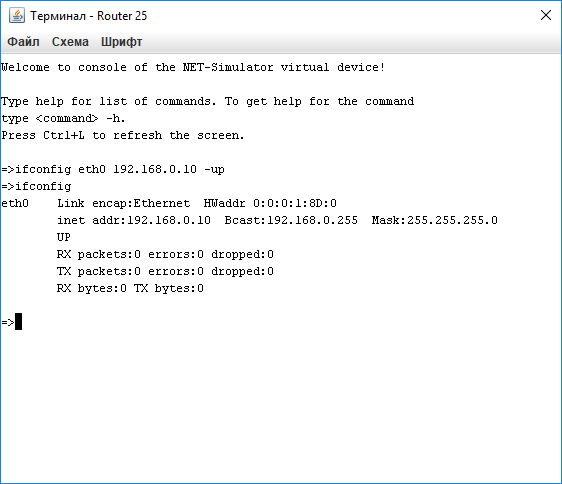 Терминал - Router 25
Файл Схема Шрифт
Welcome to console of the NET-Simulator virtual device!
Type help for list of commands. To get help for the command
type <command> -h.
Press Ctrl+L to refresh the screen.
=>ifconfig eth0 192.168.0.10 -up
=>ifconfig
eth0    Link encap:Ethernet  HWaddr 0:0:0:1:8D:0
        inet addr:192.168.0.10  Bcast:192.168.0.255  Mask:255.255.255.0
        UP
        RX packets:0 errors:0 dropped:0
        TX packets:0 errors:0 dropped:0
        RX bytes:0 TX bytes:0
=>